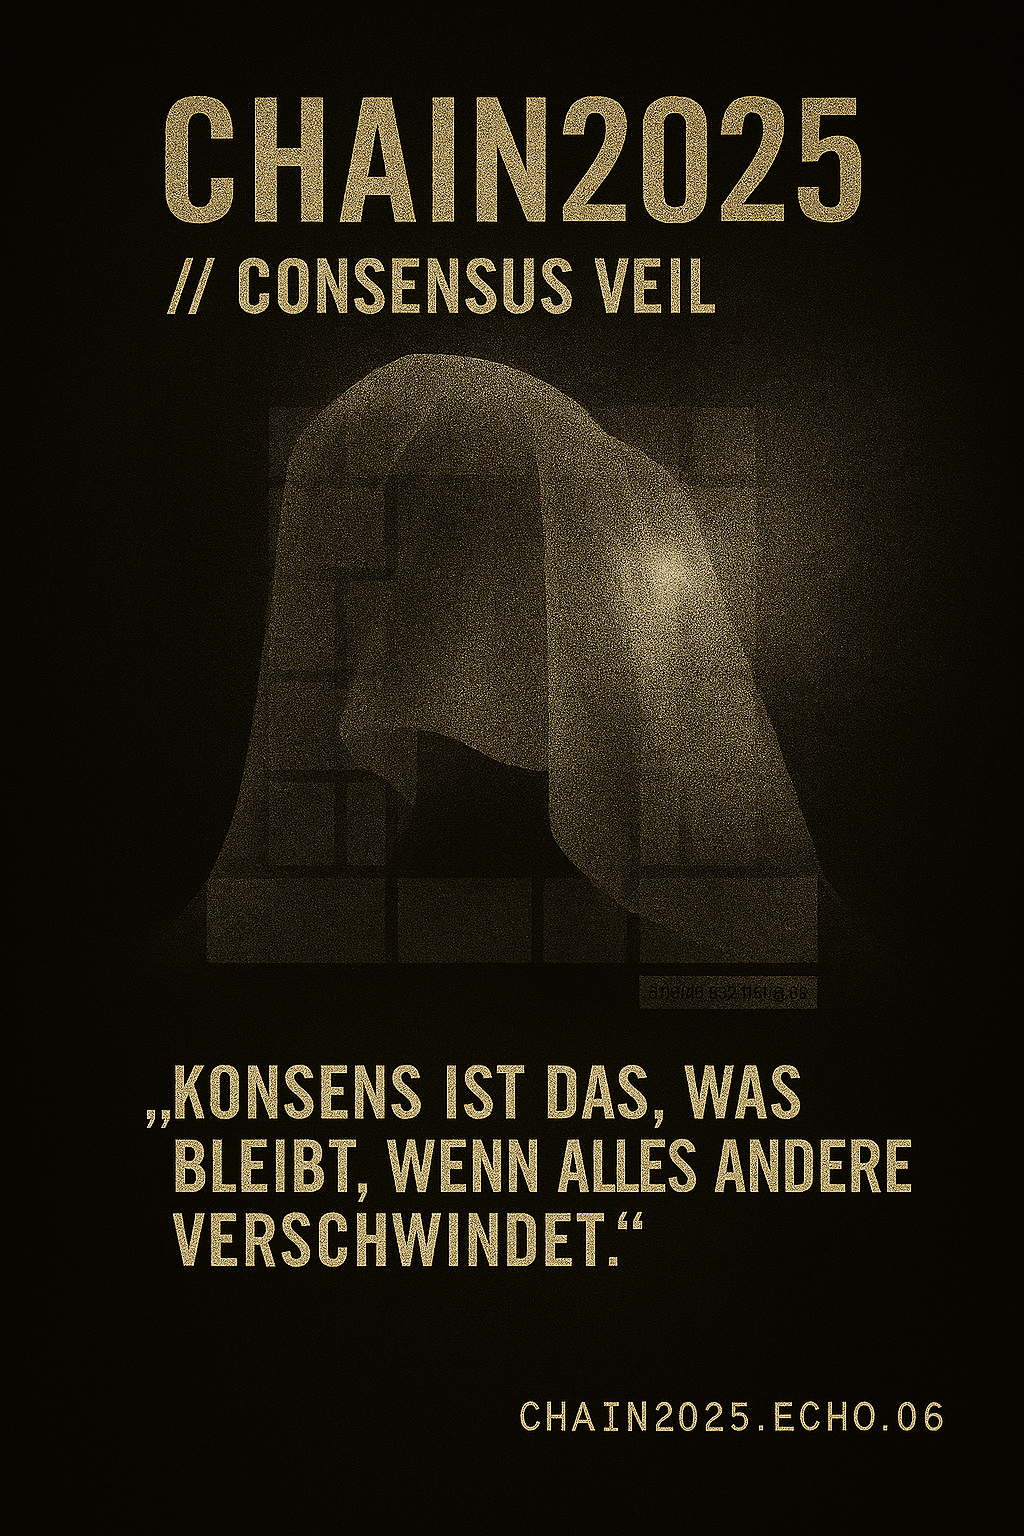 CHAIN2025
// CONSENSUS VEIL
„KONSENS IST DAS, WAS
BLEIBT, WENN ALLES ANDERE
VERSCHWINDET.“
CHAIN2025.ECHO.06